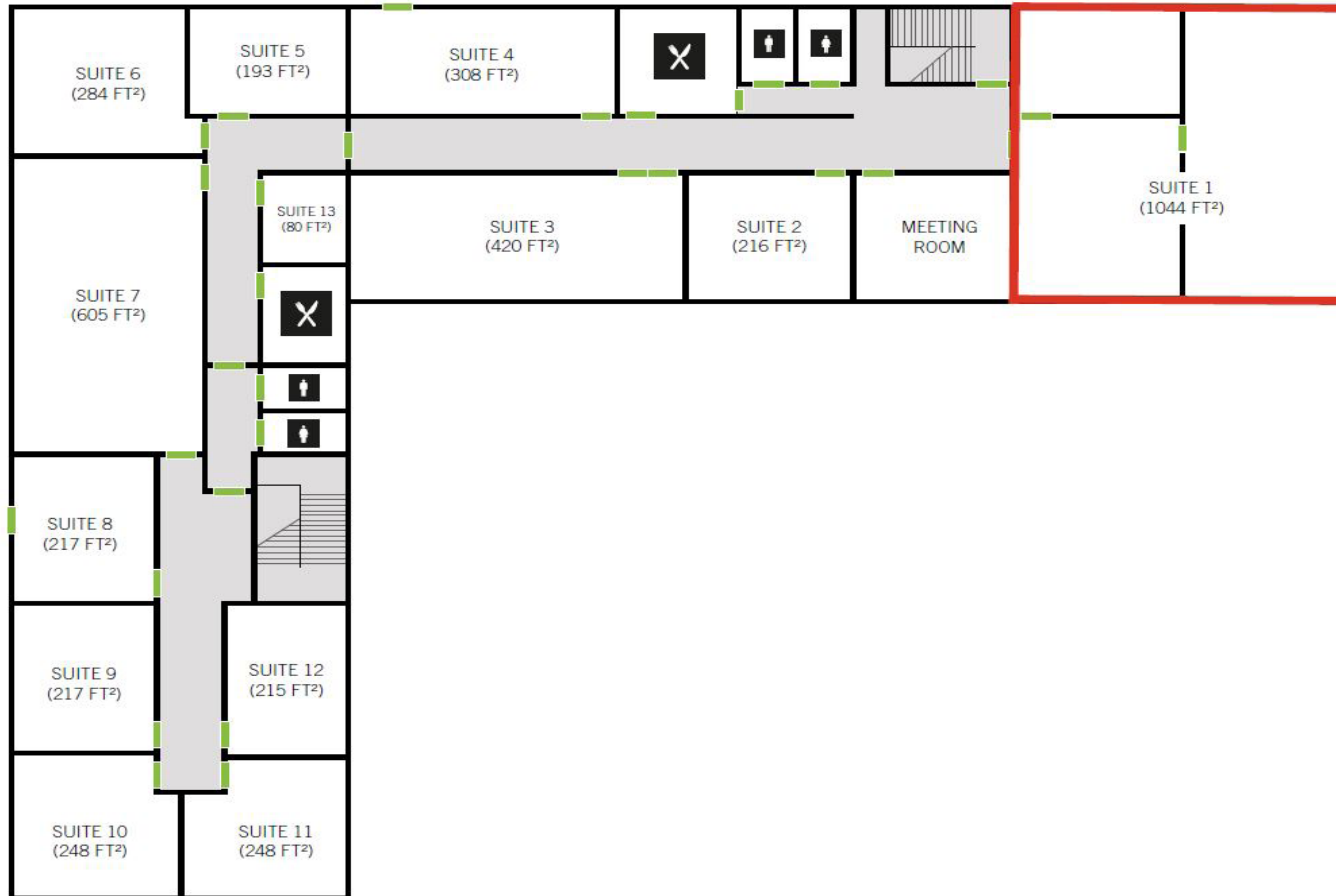 SUITE 5
(193 FT²)
SUITE 4
(308 FT²)
SUITE 6
(284 FT²)
SUITE 1
(1044 FT²)
SUITE 13
(80 FT²)
SUITE 3
(420 FT²)
SUITE 2
(216 FT²)
MEETING
ROOM
SUITE 7
(605 FT²)
SUITE 8
(217 FT²)
SUITE 9
(217 FT²)
SUITE 12
(215 FT²)
SUITE 10
(248 FT²)
SUITE 11
(248 FT²)